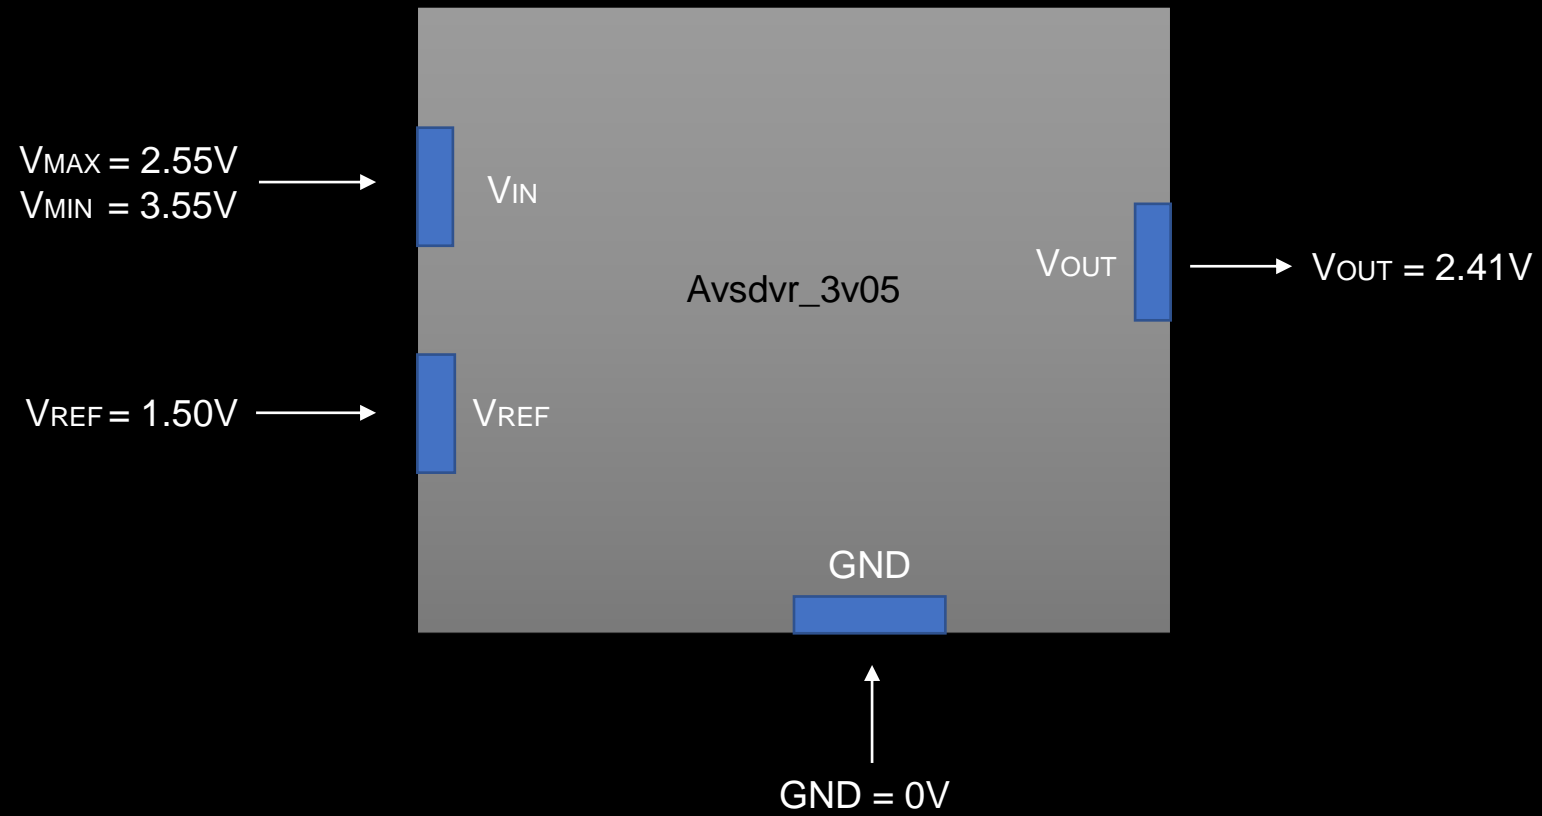 VMAX = 2.55V
VMIN = 3.55V
VIN
VOUT
VOUT = 2.41V
Avsdvr_3v05
VREF = 1.50V
VREF
GND
GND = 0V